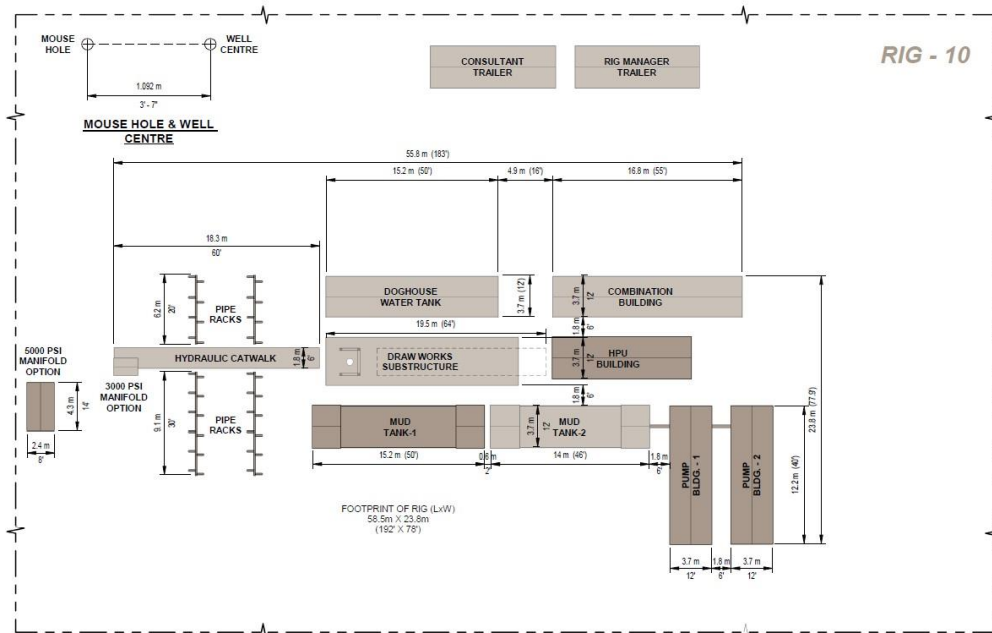 MOUSE
HOLE
WELL
CENTRE
1.092 m
3' - 7"
MOUSE HOLE & WELL
CENTRE
CONSULTANT
TRAILER
RIG MANAGER
TRAILER
RIG - 10
55.8 m (183')
15.2 m (50')
4.9 m (16')
16.8 m (55')
18.3 m
60'
6.2 m
20'
PIPE
RACKS
DOGHOUSE
WATER TANK
3.7 m (12')
3.7 m
12'
COMBINATION
BUILDING
19.5 m (64')
1.8 m
6'
5000 PSI
MANIFOLD
OPTION
HYDRAULIC CATWALK
1.8 m
6'
DRAW WORKS
SUBSTRUCTURE
3.7 m
12'
HPU
BUILDING
3000 PSI
MANIFOLD
OPTION
4.3 m
14'
2.4 m
8'
9.1 m
30'
PIPE
RACKS
1.8 m
6'
MUD
TANK-1
3.7 m
12'
MUD
TANK-2
23.8 m (77.9')
15.2 m (50')
0.6 m
2'
14 m (46')
1.8 m
6'
PUMP
BLDG. - 1
PUMP
BLDG. - 2
12.2 m (40')
FOOTPRINT OF RIG (LxW)
58.5m X 23.8m
(192' X 78')
3.7 m
12'
1.8 m
6'
3.7 m
12'